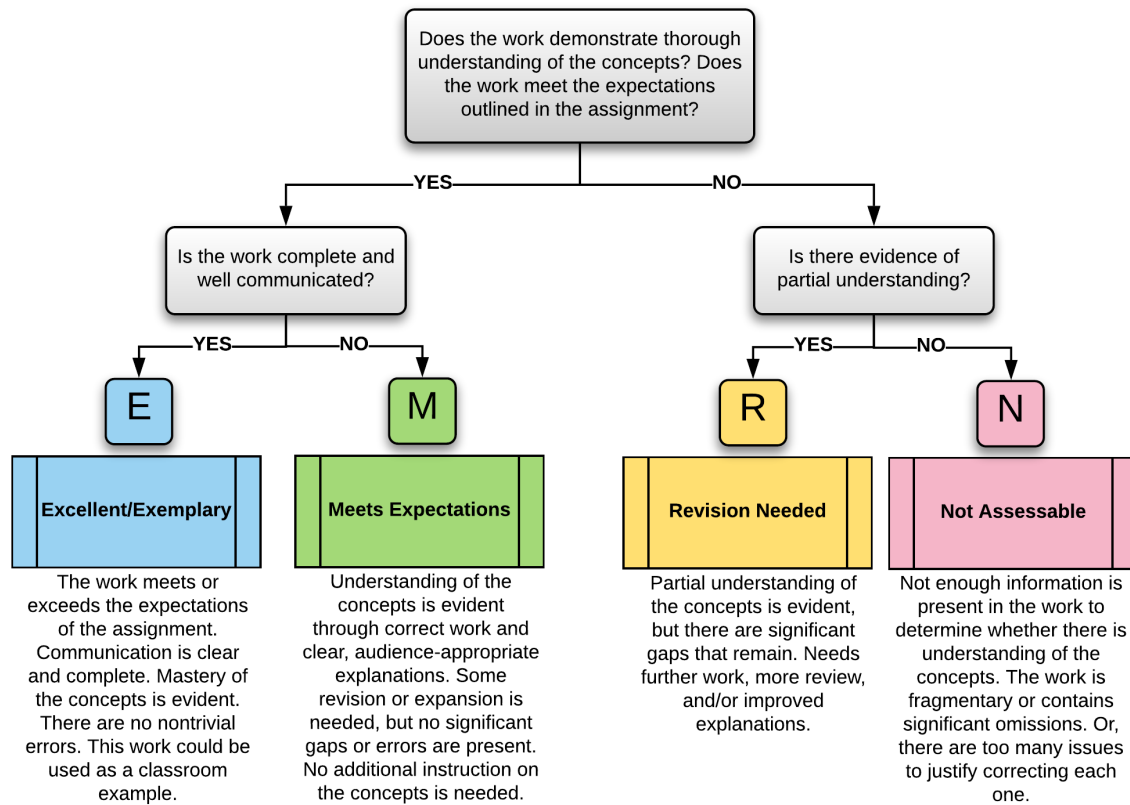 Does the work demonstrate thorough
understanding of the concepts? Does
the work meet the expectations
outlined in the assignment?
YES
NO
Is the work complete and
well communicated?
Is there evidence of
partial understanding?
YES
NO
YES
NO
E
M
R
N
Excellent/Exemplary
Meets Expectations
Revision Needed
Not Assessable
The work meets or
exceeds the expectations
of the assignment.
Communication is clear
and complete. Mastery of
the concepts is evident.
There are no nontrivial
errors. This work could be
used as a classroom
example.
Understanding of the
concepts is evident
through correct work and
clear, audience-appropriate
explanations. Some
revision or expansion is
needed, but no significant
gaps or errors are present.
No additional instruction on
the concepts is needed.
Partial understanding of
the concepts is evident,
but there are significant
gaps that remain. Needs
further work, more review,
and/or improved
explanations.
Not enough information is
present in the work to
determine whether there is
understanding of the
concepts. The work is
fragmentary or contains
significant omissions. Or,
there are too many issues
to justify correcting each
one.